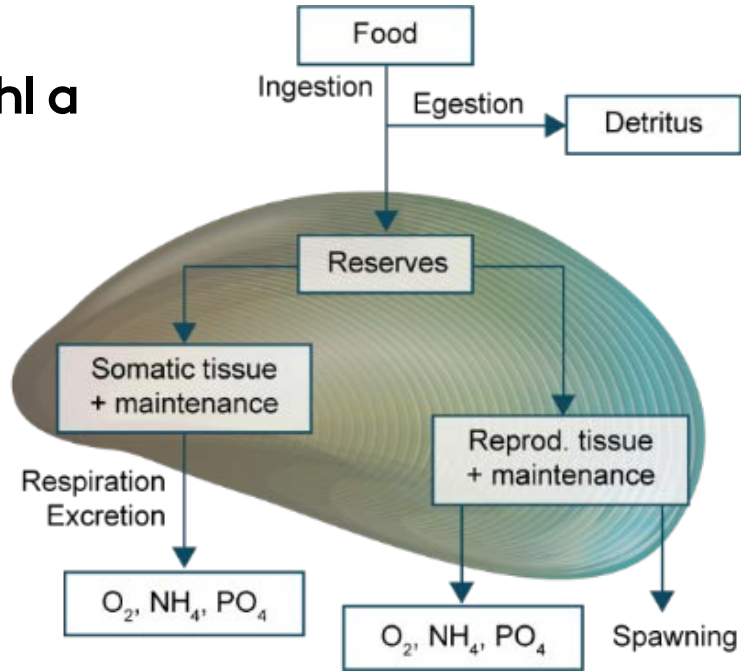 Food
hl a
Ingestion
Egestion
Detritus
Reserves
Somatic tissue
+ maintenance
Reprod. tissue
+ maintenance
Respiration
Excretion
O₂, NH₄, PO₄
O₂, NH₄, PO₄
Spawning